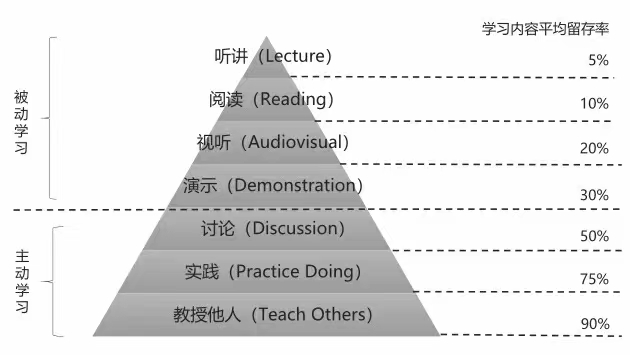 学习内容平均留存率
被动学习
听讲（Lecture） 5%
阅读（Reading） 10%
视听（Audiovisual） 20%
演示（Demonstration） 30%
主动学习
讨论（Discussion） 50%
实践（Practice Doing） 75%
教授他人（Teach Others） 90%